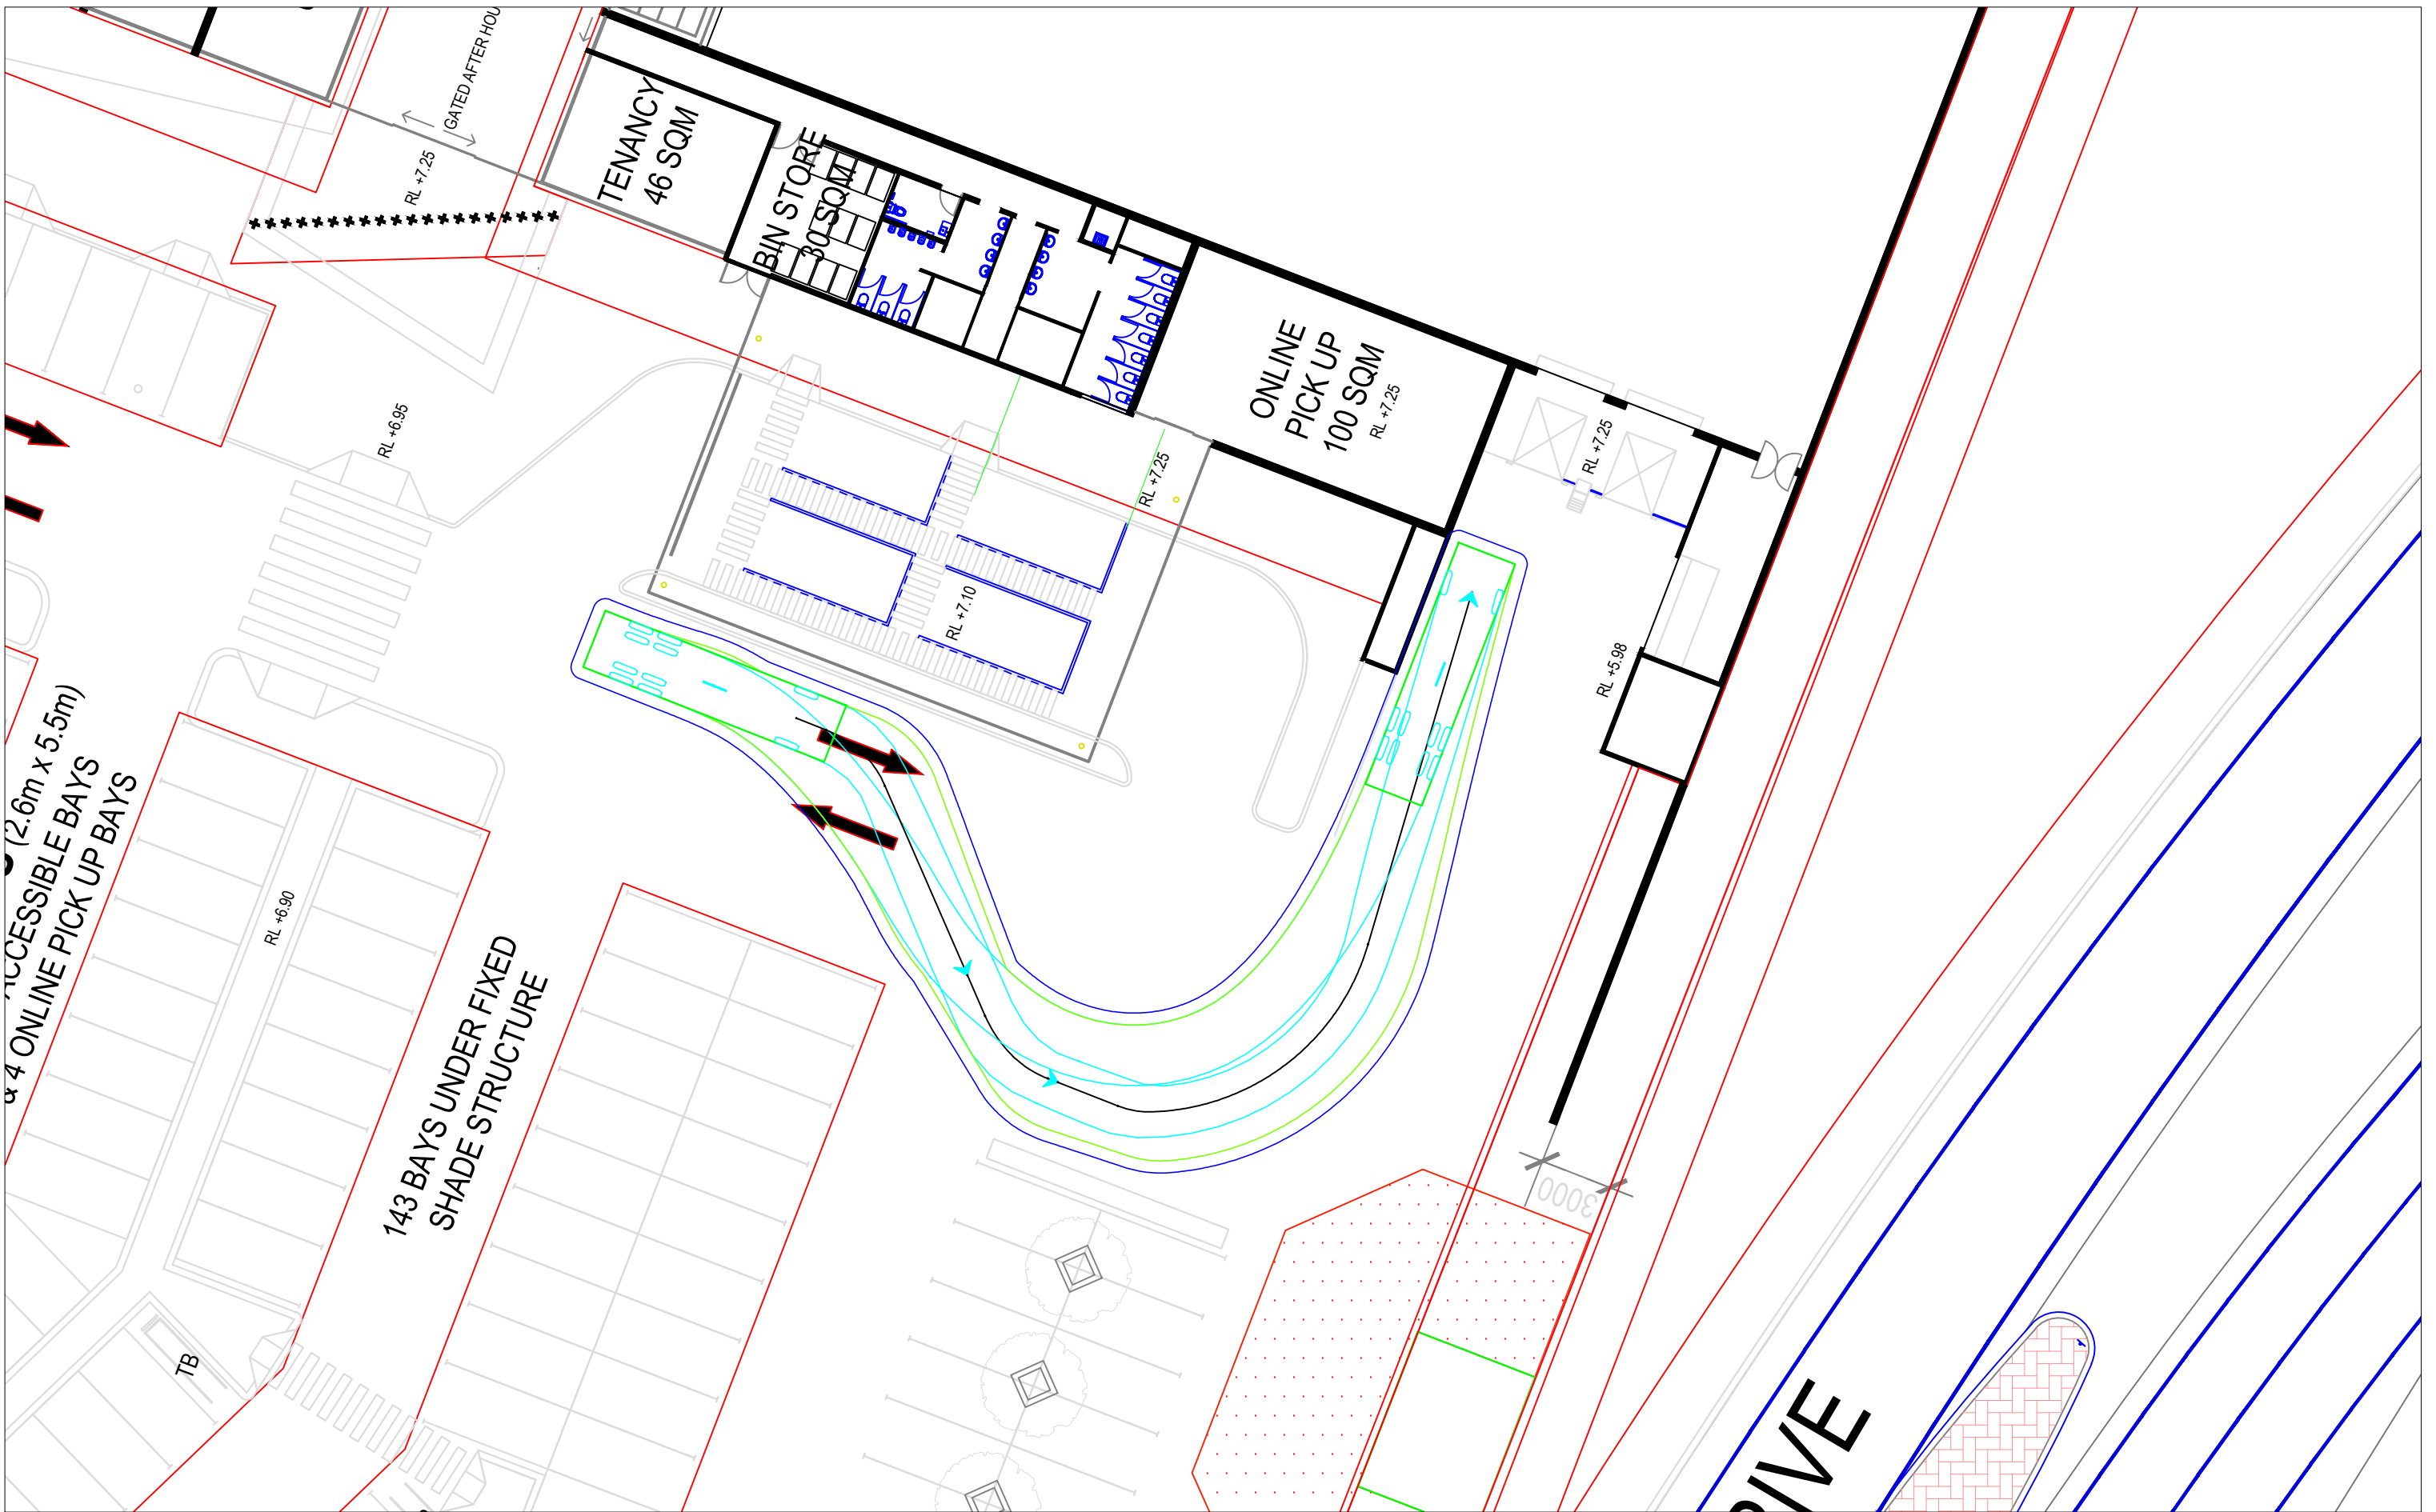 GATED AFTER HOU
RL +7.25
TENANCY
46 SQM
BIN STORE
30 SQM
ONLINE
PICK UP
100 SQM
RL +7.25
RL +7.25
RL +7.25
RL +6.95
RL +7.10
RL +5.98
(2.6m x 5.5m)
ACCESSIBLE BAYS
& 4 ONLINE PICK UP BAYS
RL +6.90
143 BAYS UNDER FIXED
SHADE STRUCTURE
3000
TB
RIVE